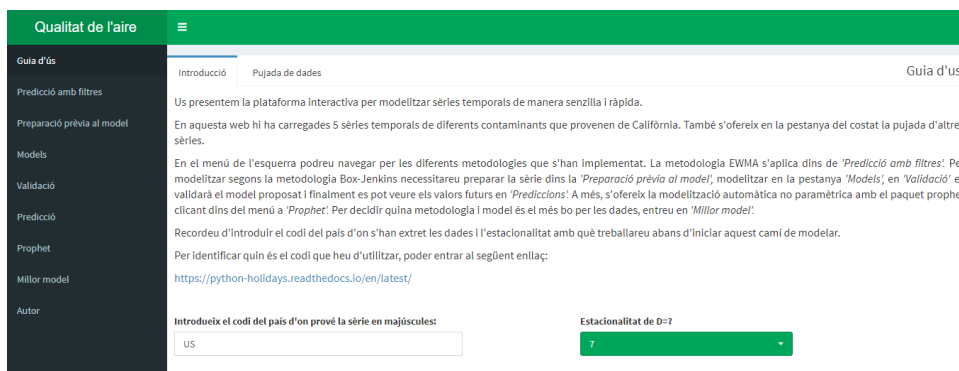 Qualitat de l'aire
Guia d'ús
Predicció amb filtres
Preparació prèvia al model
Models
Validació
Predicció
Prophet
Millor model
Autor
Introducció
Pujada de dades
Guia d'us
Us presentem la plataforma interactiva per modelitzar sèries temporals de manera senzilla i ràpida.
En aquesta web hi ha carregades 5 sèries temporals de diferents contaminants que provenen de Califòrnia. També s'ofereix en la pestanya del costat la pujada d'altre
sèries.
En el menú de l'esquerra podreu navegar per les diferents metodologies que s'han implementat. La metodologia EWMA s'aplica dins de 'Predicció amb filtres'. Pe
modelitzar segons la metodologia Box-Jenkins necessitareu preparar la sèrie dins la 'Preparació prèvia al model', modelitzar en la pestanya 'Models', en 'Validació' e
validarà el model proposat i finalment es pot veure els valors futurs en 'Prediccions'. A més, s'ofereix la modelització automàtica no paramètrica amb el paquet prophe
clicant dins del menú a 'Prophet'. Per decidir quina metodologia i model és el més bo per les dades, entreu en 'Millor model'.
Recordeu d'introduir el codi del país d'on s'han extret les dades i l'estacionalitat amb què treballareu abans d'iniciar aquest camí de modelar.
Per identificar quin és el codi que heu d'utilitzar, poder entrar al següent enllaç:
https://python-holidays.readthedocs.io/en/latest/
Introdueix el codi del país d'on prové la sèrie en majúscules:
US
Estacionalitat de D=?
7